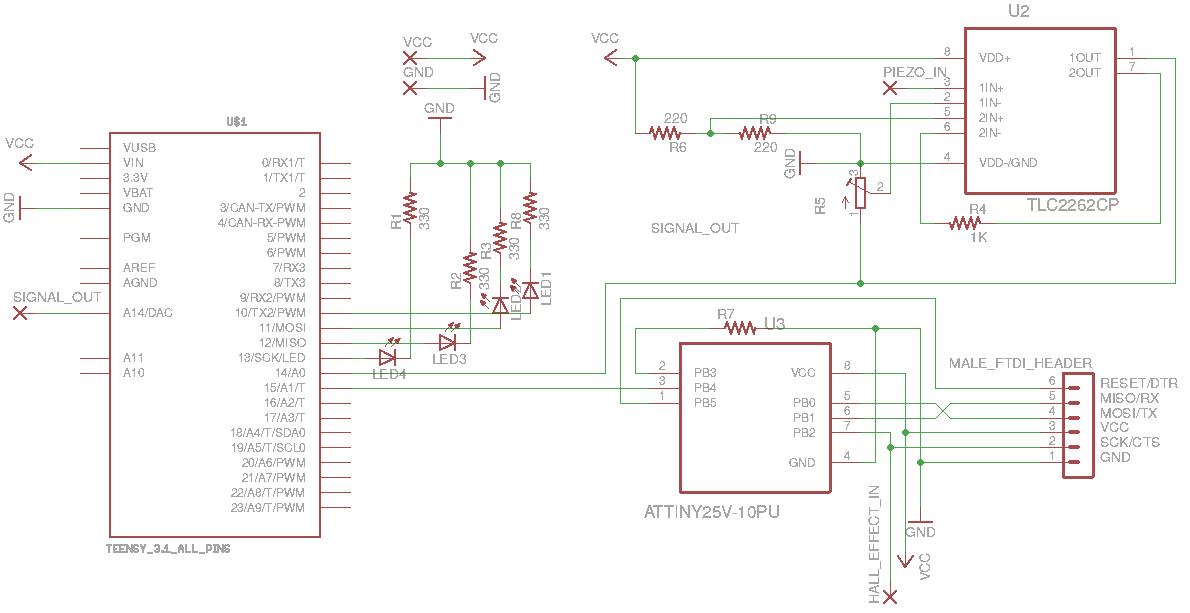 U2
VCC
VCC
VCC
8
VDD+
1OUT
1
2OUT
7
GND
PIEZO_IN
3
1IN+
2
1IN-
5
2IN+
6
2IN-
4
VDD-/GND
TLC2262CP
GND
GND
220
R6
R9
220
GND
R5
3
2
1
R4
1K
SIGNAL_OUT
U$1
VCC
GND
SIGNAL_OUT
VUSB
VIN
3.3V
VBAT
GND
PGM
AREF
AGND
A14/DAC
A11
A10
0/RX1/T
1/TX1/T
2
3/CAN-TX/PWM
4/CAN-RX-PWM
5/PWM
6/PWM
7/RX3
8/TX3
9/RX2/PWM
10/TX2/PWM
11/MOSI
12/MISO
13/SCK/LED
14/A0
15/A1/T
16/A2/T
17/A3/T
18/A4/T/SDA0
19/A5/T/SCL0
20/A6/PWM
21/A7/PWM
22/A8/T/PWM
23/A9/T/PWM
TEENSY_3.1_ALL_PINS
R1
330
R2
330
R3
330
R8
330
LED1
LED3
LED4
R7
U3
2
PB3
3
PB4
1
PB5
VCC
8
PB0
5
PB1
6
PB2
7
GND
4
ATTINY25V-10PU
MALE_FTDI_HEADER
6
RESET/DTR
5
MISO/RX
4
MOSI/TX
3
VCC
2
SCK/CTS
1
GND
HALL_EFFECT_IN
GND
VCC